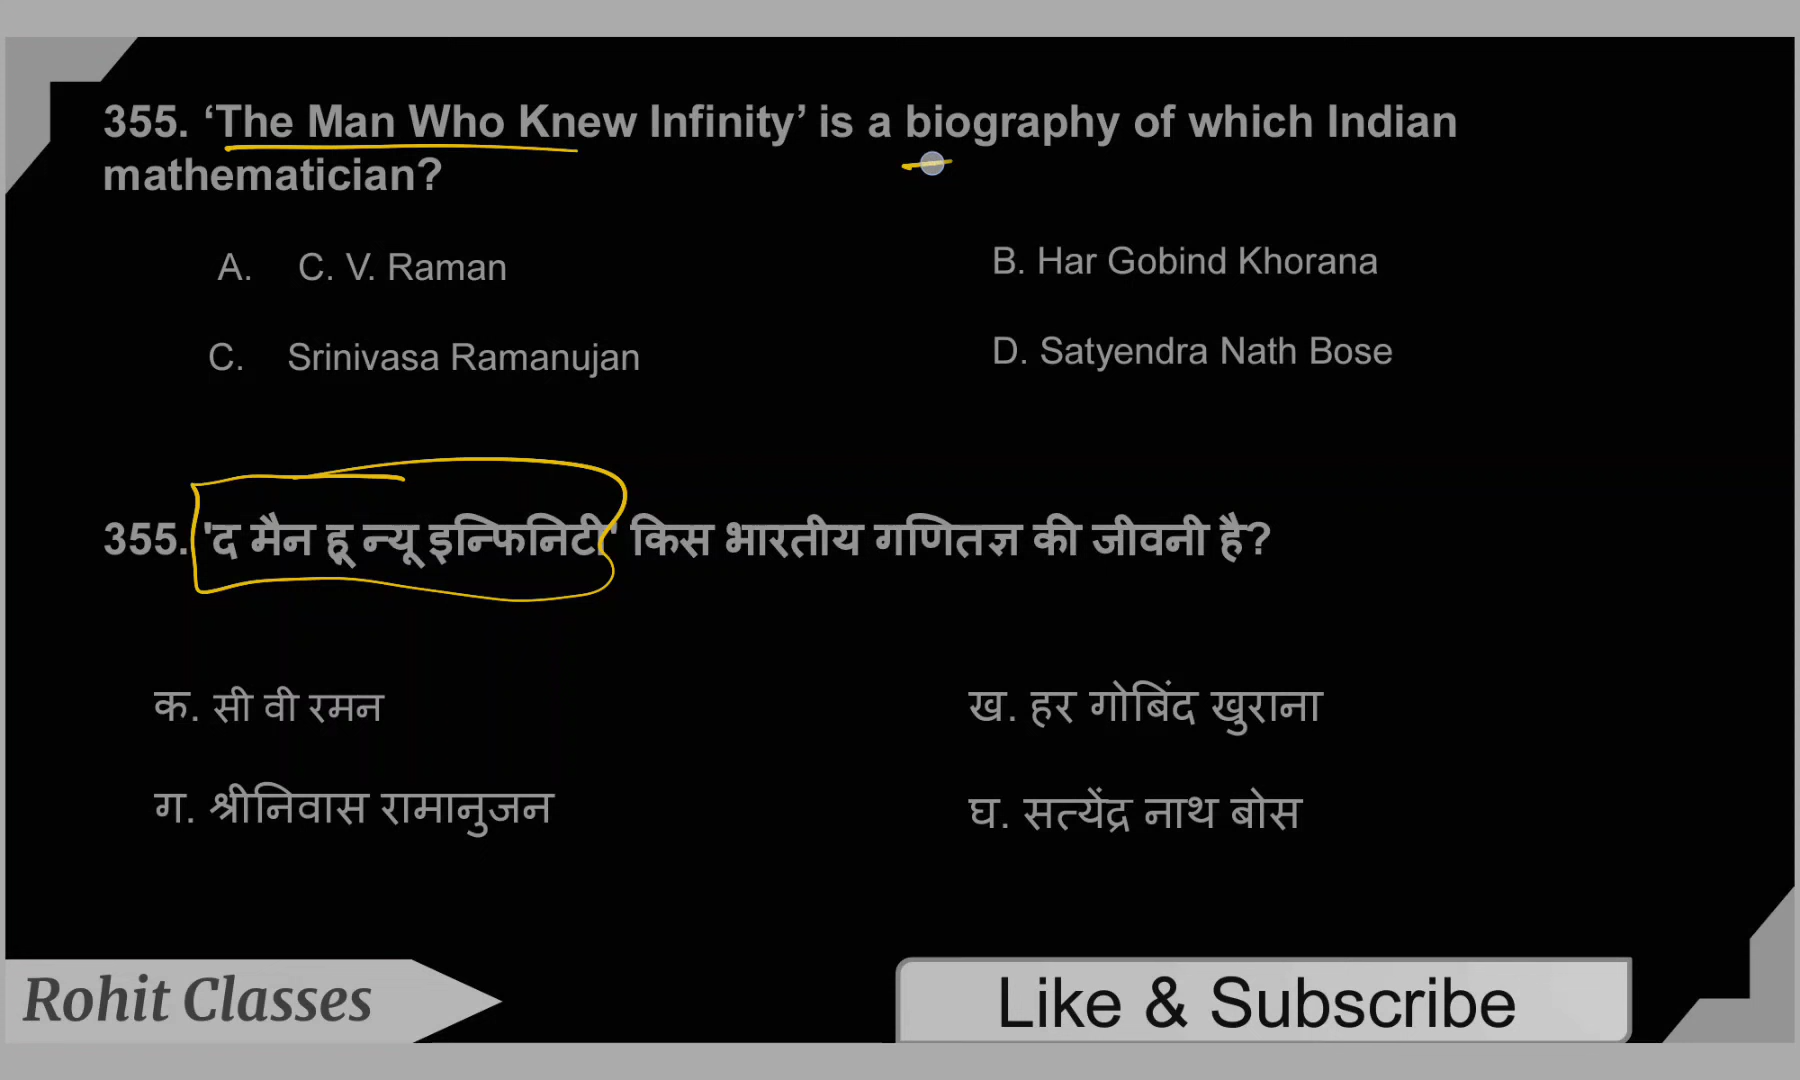 355. ‘The Man Who Knew Infinity’ is a biography of which Indian
mathematician?
A. C. V. Raman
B. Har Gobind Khorana
C. Srinivasa Ramanujan
D. Satyendra Nath Bose
355. 'द मैन हू न्यू इन्फिनिटी' किस भारतीय गणितज्ञ की जीवनी है?
क. सी वी रमन
ख. हर गोबिंद खुराना
ग. श्रीनिवास रामानुजन
घ. सत्येंद्र नाथ बोस
Rohit Classes
Like & Subscribe